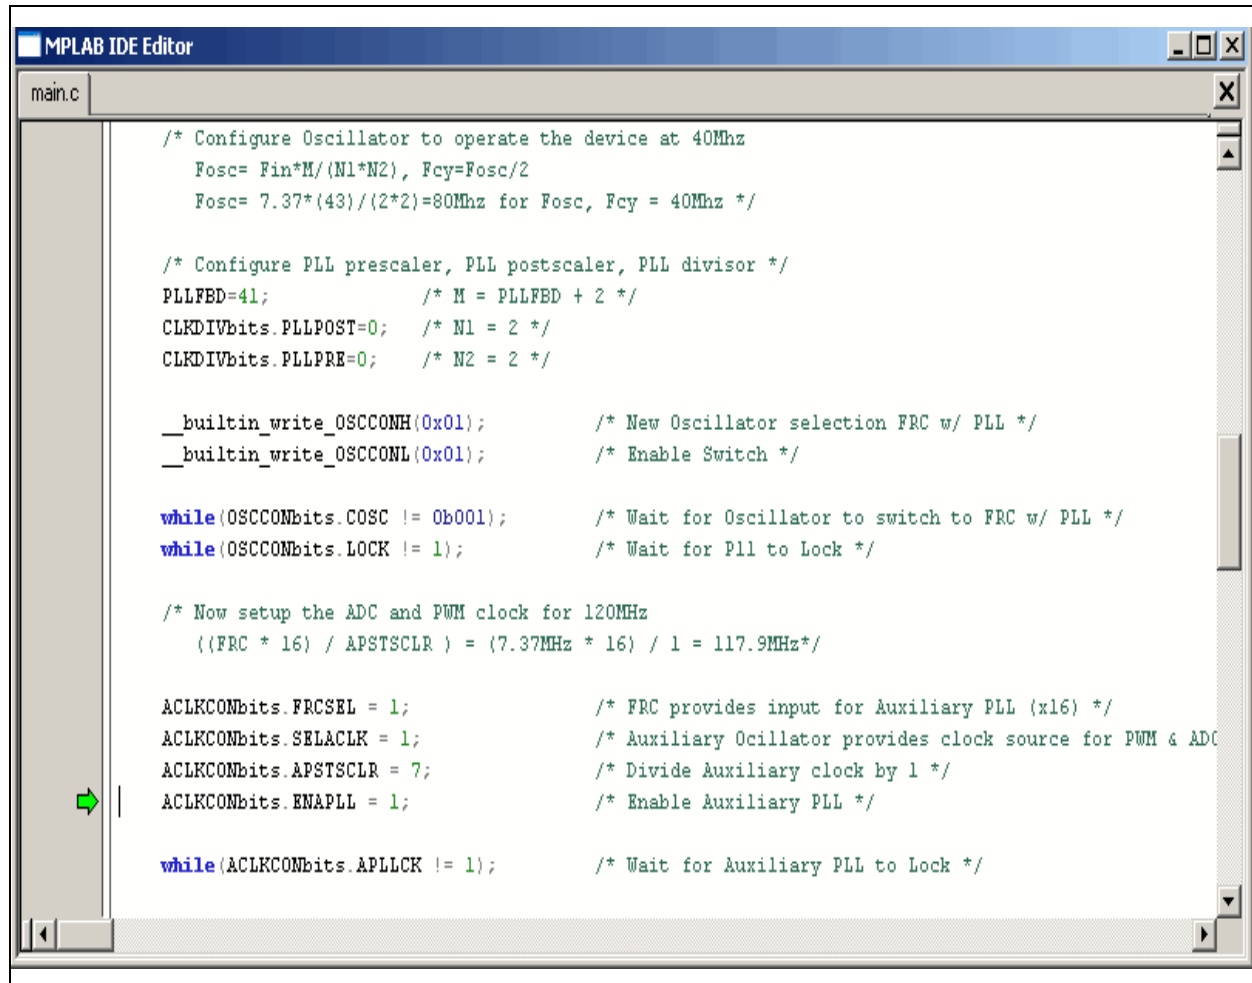 MPLAB IDE Editor
main.c
/* Configure Oscillator to operate the device at 40Mhz
Fosc= Fin*M/(N1*N2), Fcy=Fosc/2
Fosc= 7.37*(43)/(2*2)=80Mhz for Fosc, Fcy = 40Mhz */
/* Configure PLL prescaler, PLL postscaler, PLL divisor */
PLLFBD=41; /* M = PLLFBD + 2 */
CLKDIVbits.PLLPOST=0; /* N1 = 2 */
CLKDIVbits.PLLPRE=0; /* N2 = 2 */
__builtin_write_OSCCONH(0x01); /* New Oscillator selection FRC w/ PLL */
__builtin_write_OSCCONL(0x01); /* Enable Switch */
while(OSCCONbits.COSC != 0b001); /* Wait for Oscillator to switch to FRC w/ PLL */
while(OSCCONbits.LOCK != 1); /* Wait for Pll to Lock */
/* Now setup the ADC and PWM clock for 120MHz
((FRC * 16) / APSTSCLR ) = (7.37MHz * 16) / 1 = 117.9MHz*/
ACLKCONbits.FRCSEL = 1; /* FRC provides input for Auxiliary PLL (x16) */
ACLKCONbits.SELACLK = 1; /* Auxiliary Ocillator provides clock source for PWM & ADC
ACLKCONbits.APSTSCLR = 7; /* Divide Auxiliary clock by 1 */
ACLKCONbits.ENAPLL = 1; /* Enable Auxiliary PLL */
while(ACLKCONbits.APLLCK != 1); /* Wait for Auxiliary PLL to Lock */